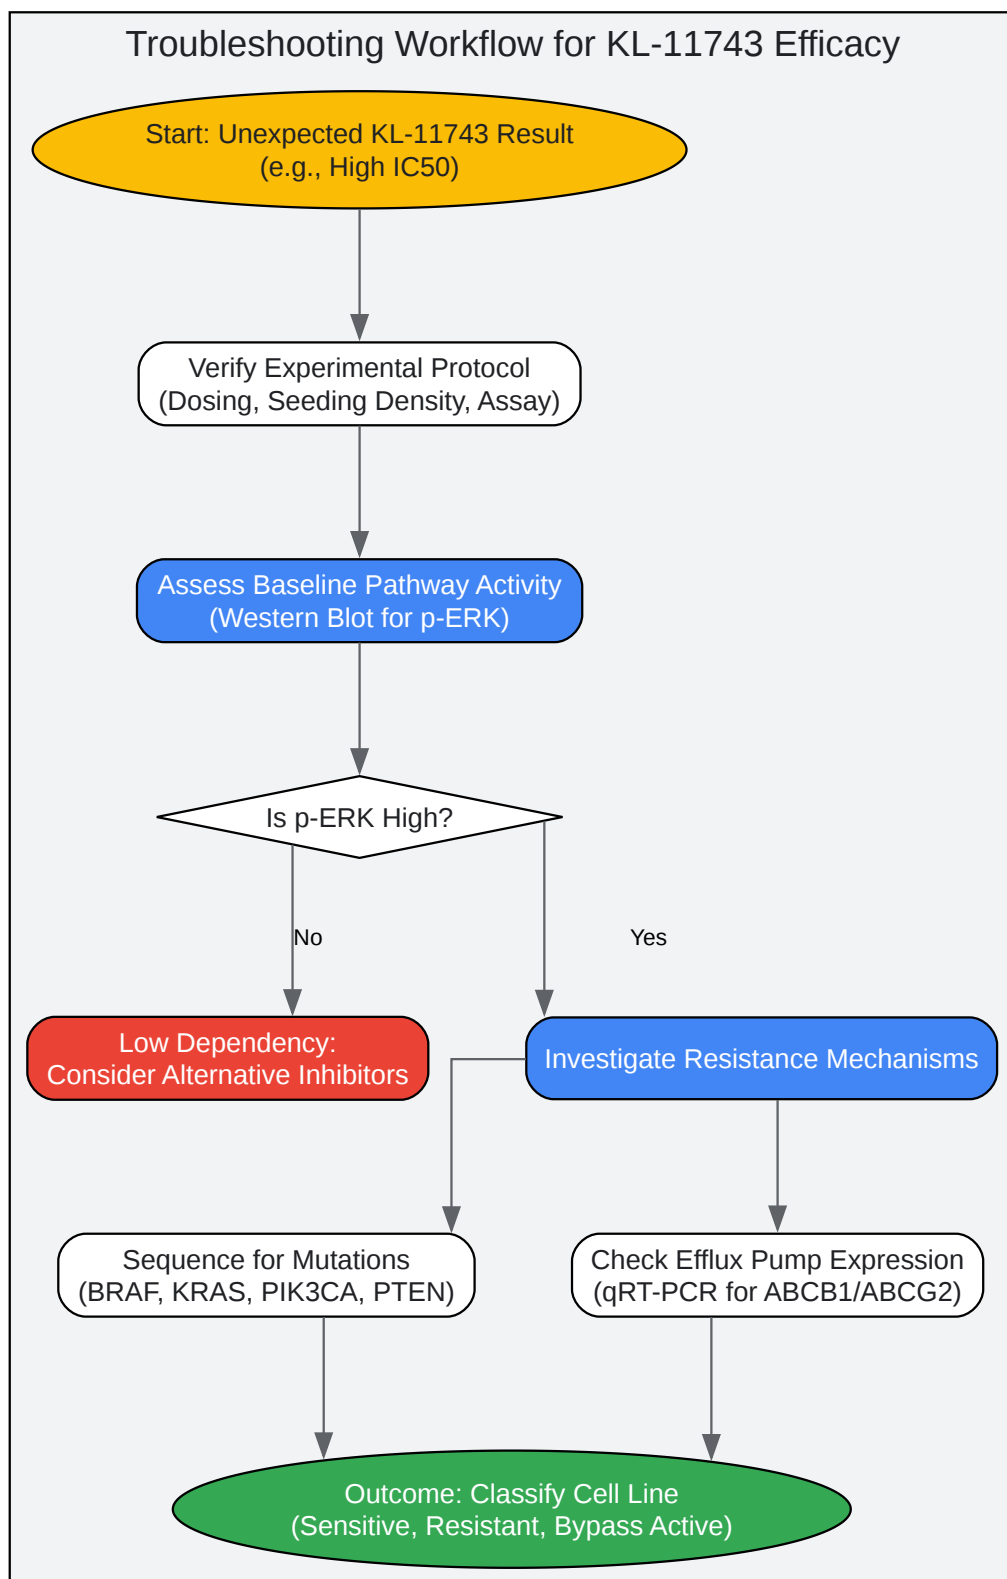 Troubleshooting Workflow for KL-11743 Efficacy
Start: Unexpected KL-11743 Result
(e.g., High IC50)
Verify Experimental Protocol
(Dosing, Seeding Density, Assay)
Assess Baseline Pathway Activity
(Western Blot for p-ERK)
Is p-ERK High?
No
Yes
Low Dependency:
Consider Alternative Inhibitors
Investigate Resistance Mechanisms
Sequence for Mutations
(BRAF, KRAS, PIK3CA, PTEN)
Check Efflux Pump Expression
(qRT-PCR for ABCB1/ABCG2)
Outcome: Classify Cell Line
(Sensitive, Resistant, Bypass Active)